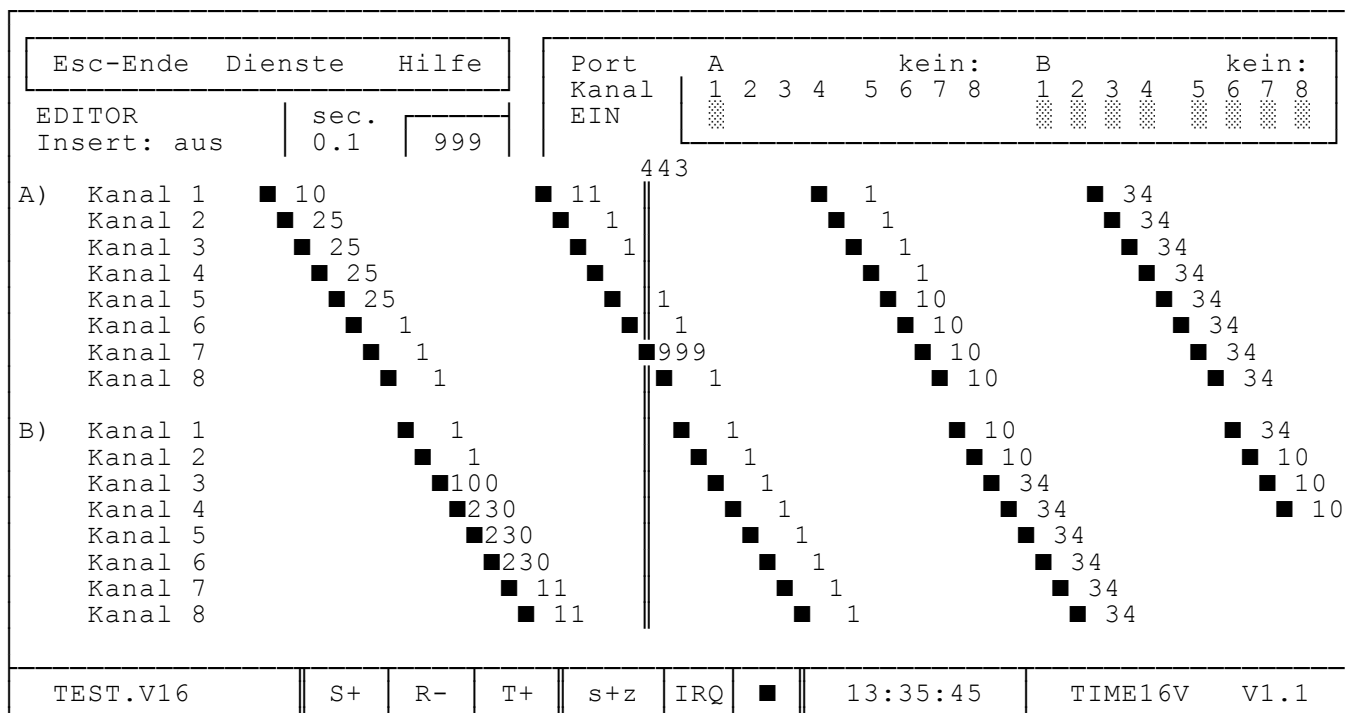 Esc-Ende Dienste Hilfe Port A kein: B kein:
Kanal 1 2 3 4 5 6 7 8 1 2 3 4 5 6 7 8
EDITOR sec. EIN
Insert: aus 0.1 999
443
A) Kanal 1 10 11 1 34
Kanal 2 25 1 1 34
Kanal 3 25 1 1 34
Kanal 4 25 1 34
Kanal 5 25 1 10 34
Kanal 6 1 1 10 34
Kanal 7 1 999 10 34
Kanal 8 1 1 10 34
B) Kanal 1 1 1 10 34
Kanal 2 1 1 10 10
Kanal 3 100 1 34 10
Kanal 4 230 1 34 10
Kanal 5 230 1 34
Kanal 6 230 1 34
Kanal 7 11 1 34
Kanal 8 11 1 34
TEST.V16 S+ R- T+ s+z IRQ 13:35:45 TIME16V V1.1